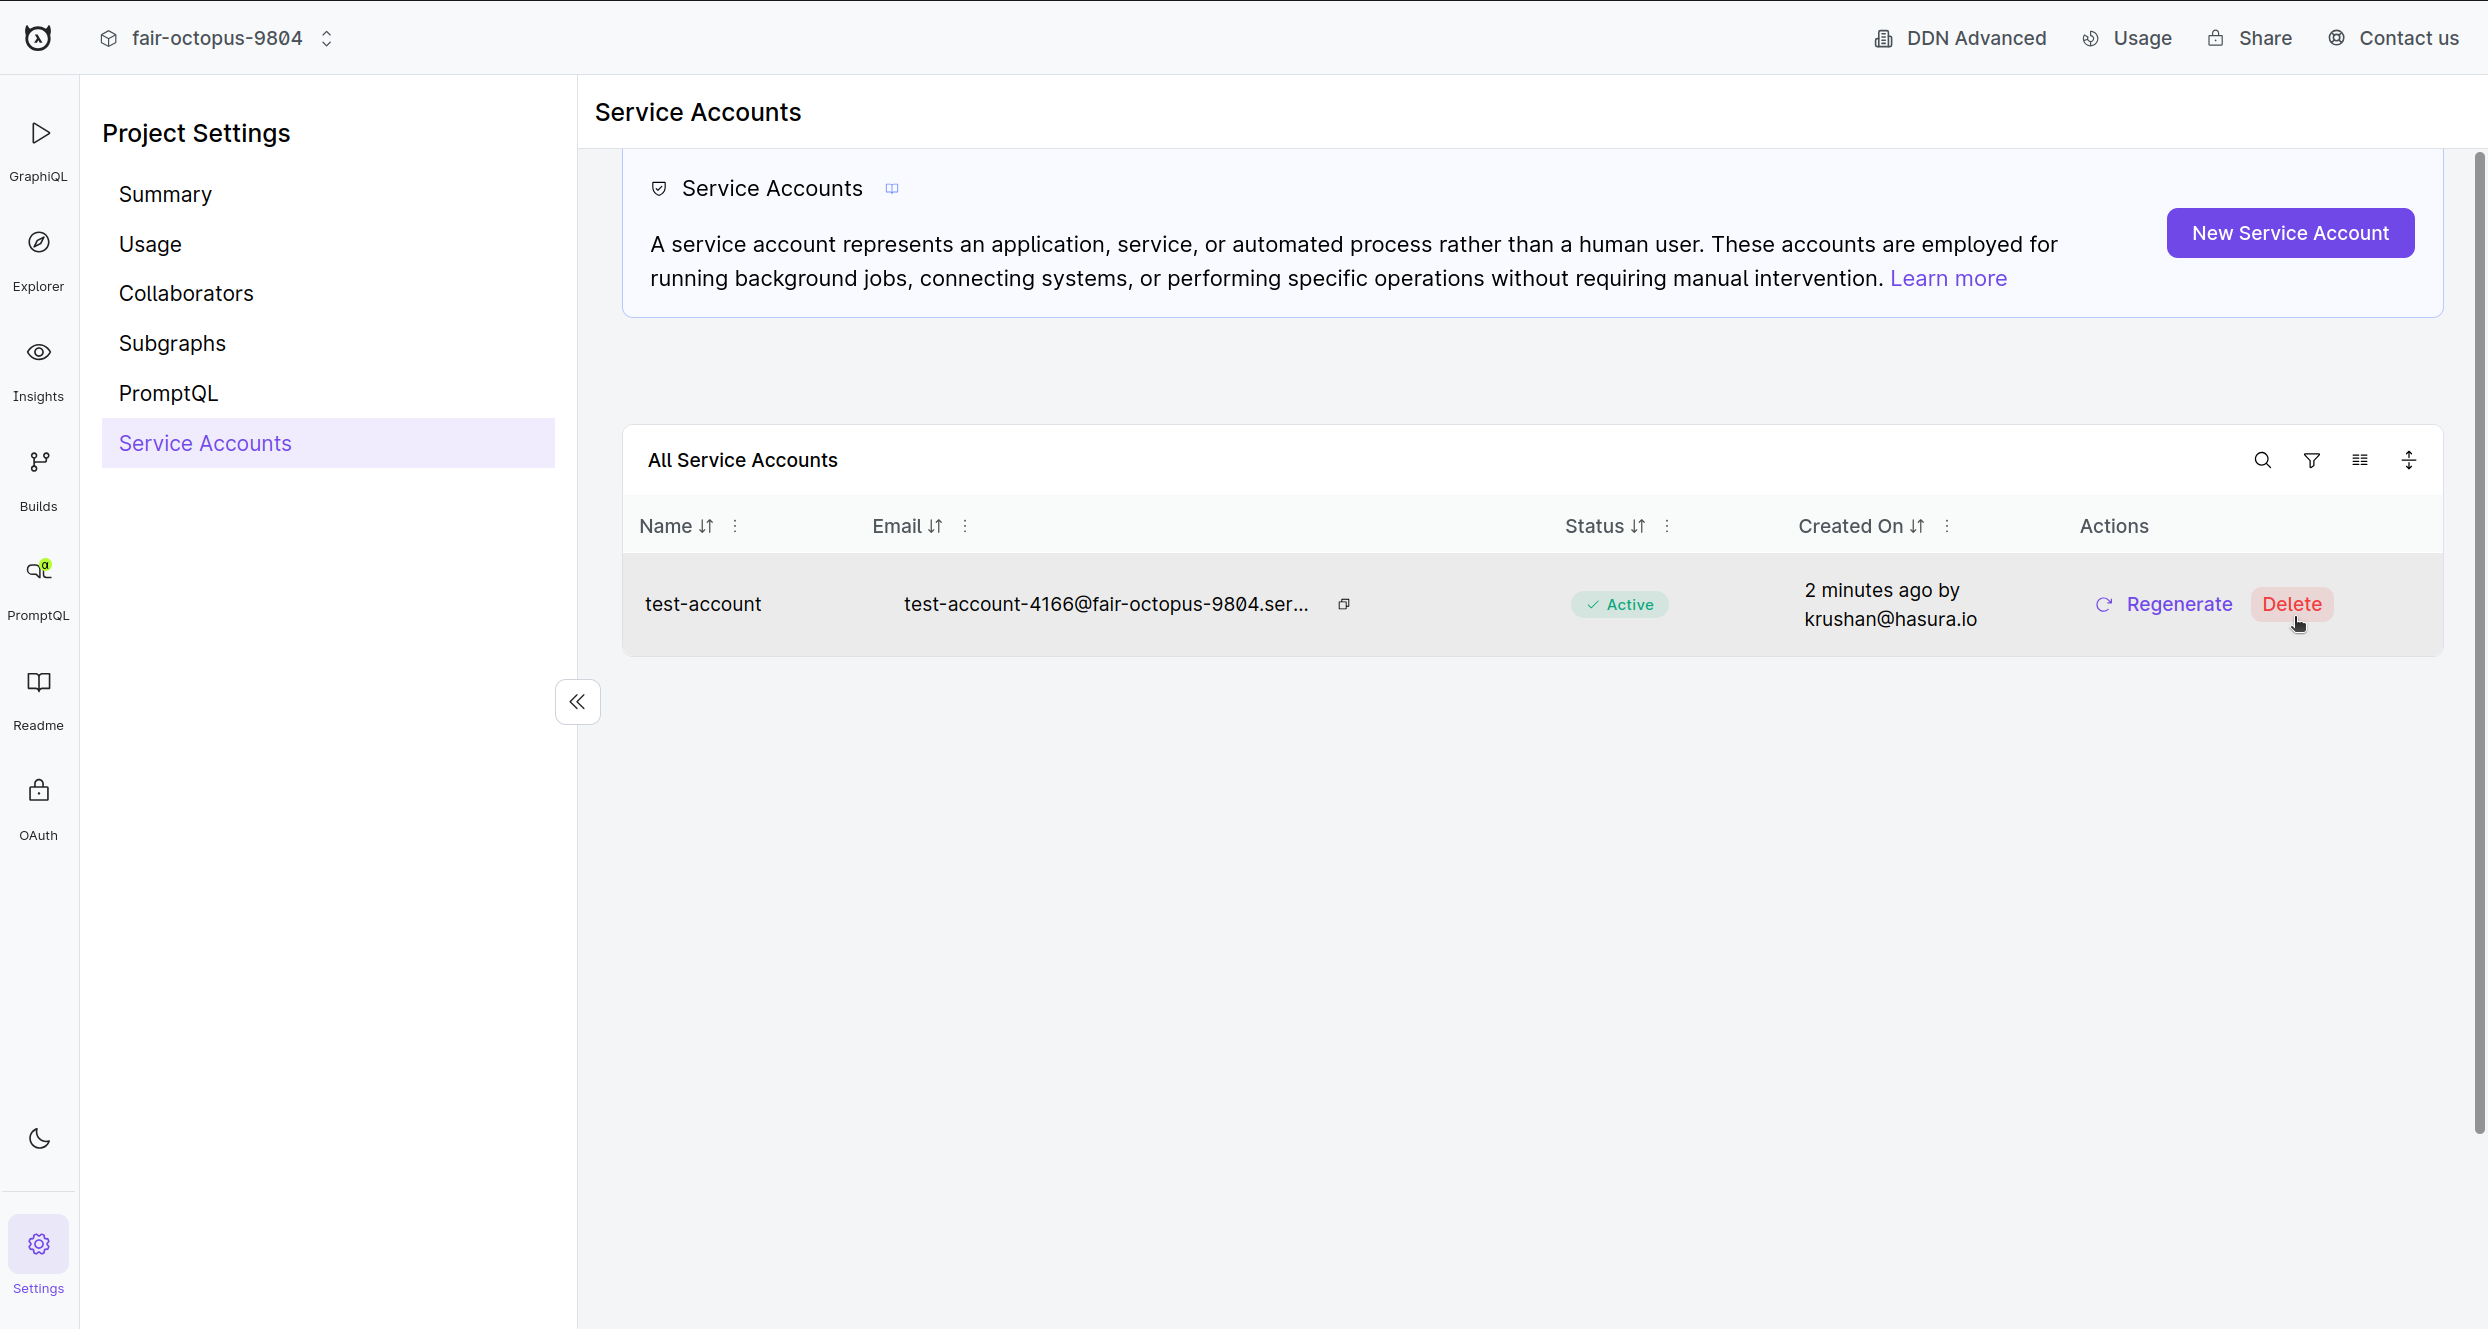 fair-octopus-9804
DDN Advanced
Usage
Share
Contact us
GraphiQL
Explorer
Insights
Builds
α
PromptQL
Readme
OAuth
Settings
Project Settings
Summary
Usage
Collaborators
Subgraphs
PromptQL
Service Accounts
Service Accounts
Service Accounts
A service account represents an application, service, or automated process rather than a human user. These accounts are employed for
running background jobs, connecting systems, or performing specific operations without requiring manual intervention. Learn more
New Service Account
All Service Accounts
Name Email Status Created On Actions
test-account
test-account-4166@fair-octopus-9804.ser...
Active
2 minutes ago by
krushan@hasura.io
Regenerate
Delete